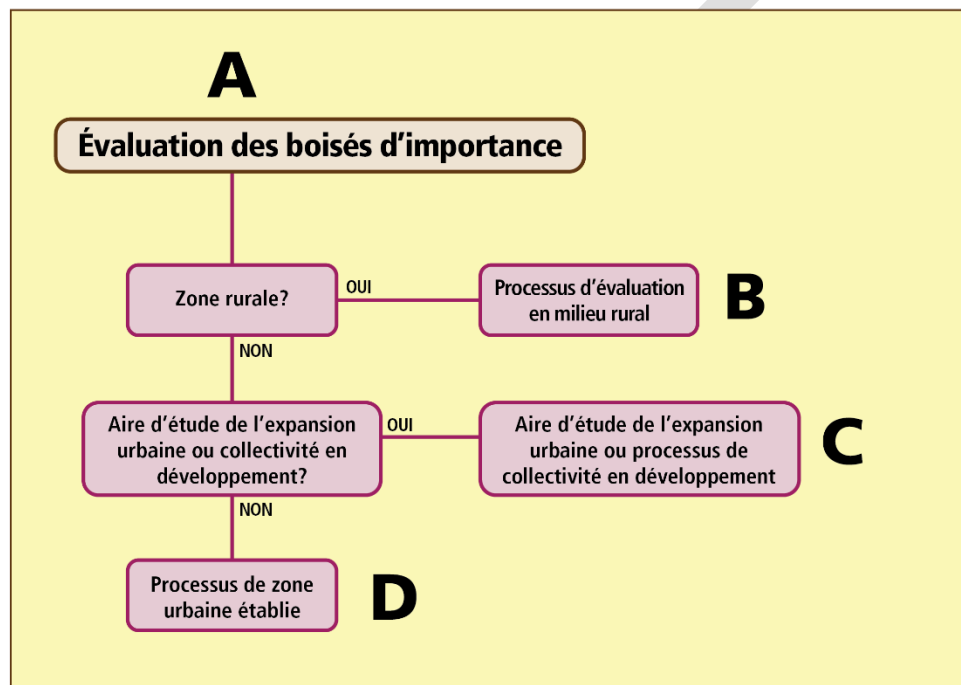 A
Évaluation des boisés d'importance
Zone rurale?
OUI
Processus d'évaluation
en milieu rural
B
NON
Aire d'étude de l'expansion
urbaine ou collectivité en
développement?
OUI
Aire d'étude de l'expansion
urbaine ou processus de
collectivité en développement
C
NON
Processus de zone
urbaine établie
D